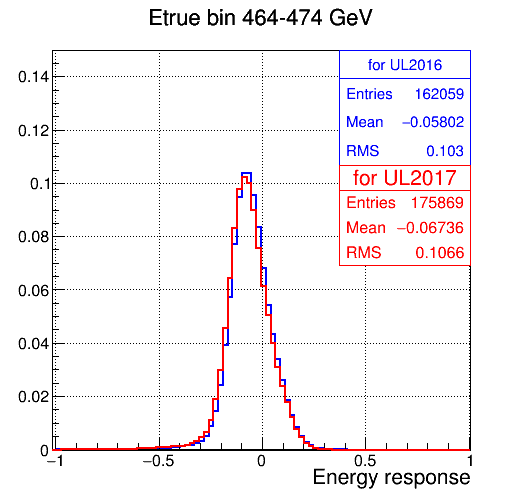 Etrue bin 464-474 GeV
for UL2016
Entries 162059
Mean −0.05802
RMS 0.103
for UL2017
Entries 175869
Mean −0.06736
RMS 0.1066
0.14
0.12
0.1
0.08
0.06
0.04
0.02
0
−1 −0.5 0 0.5 1
Energy response